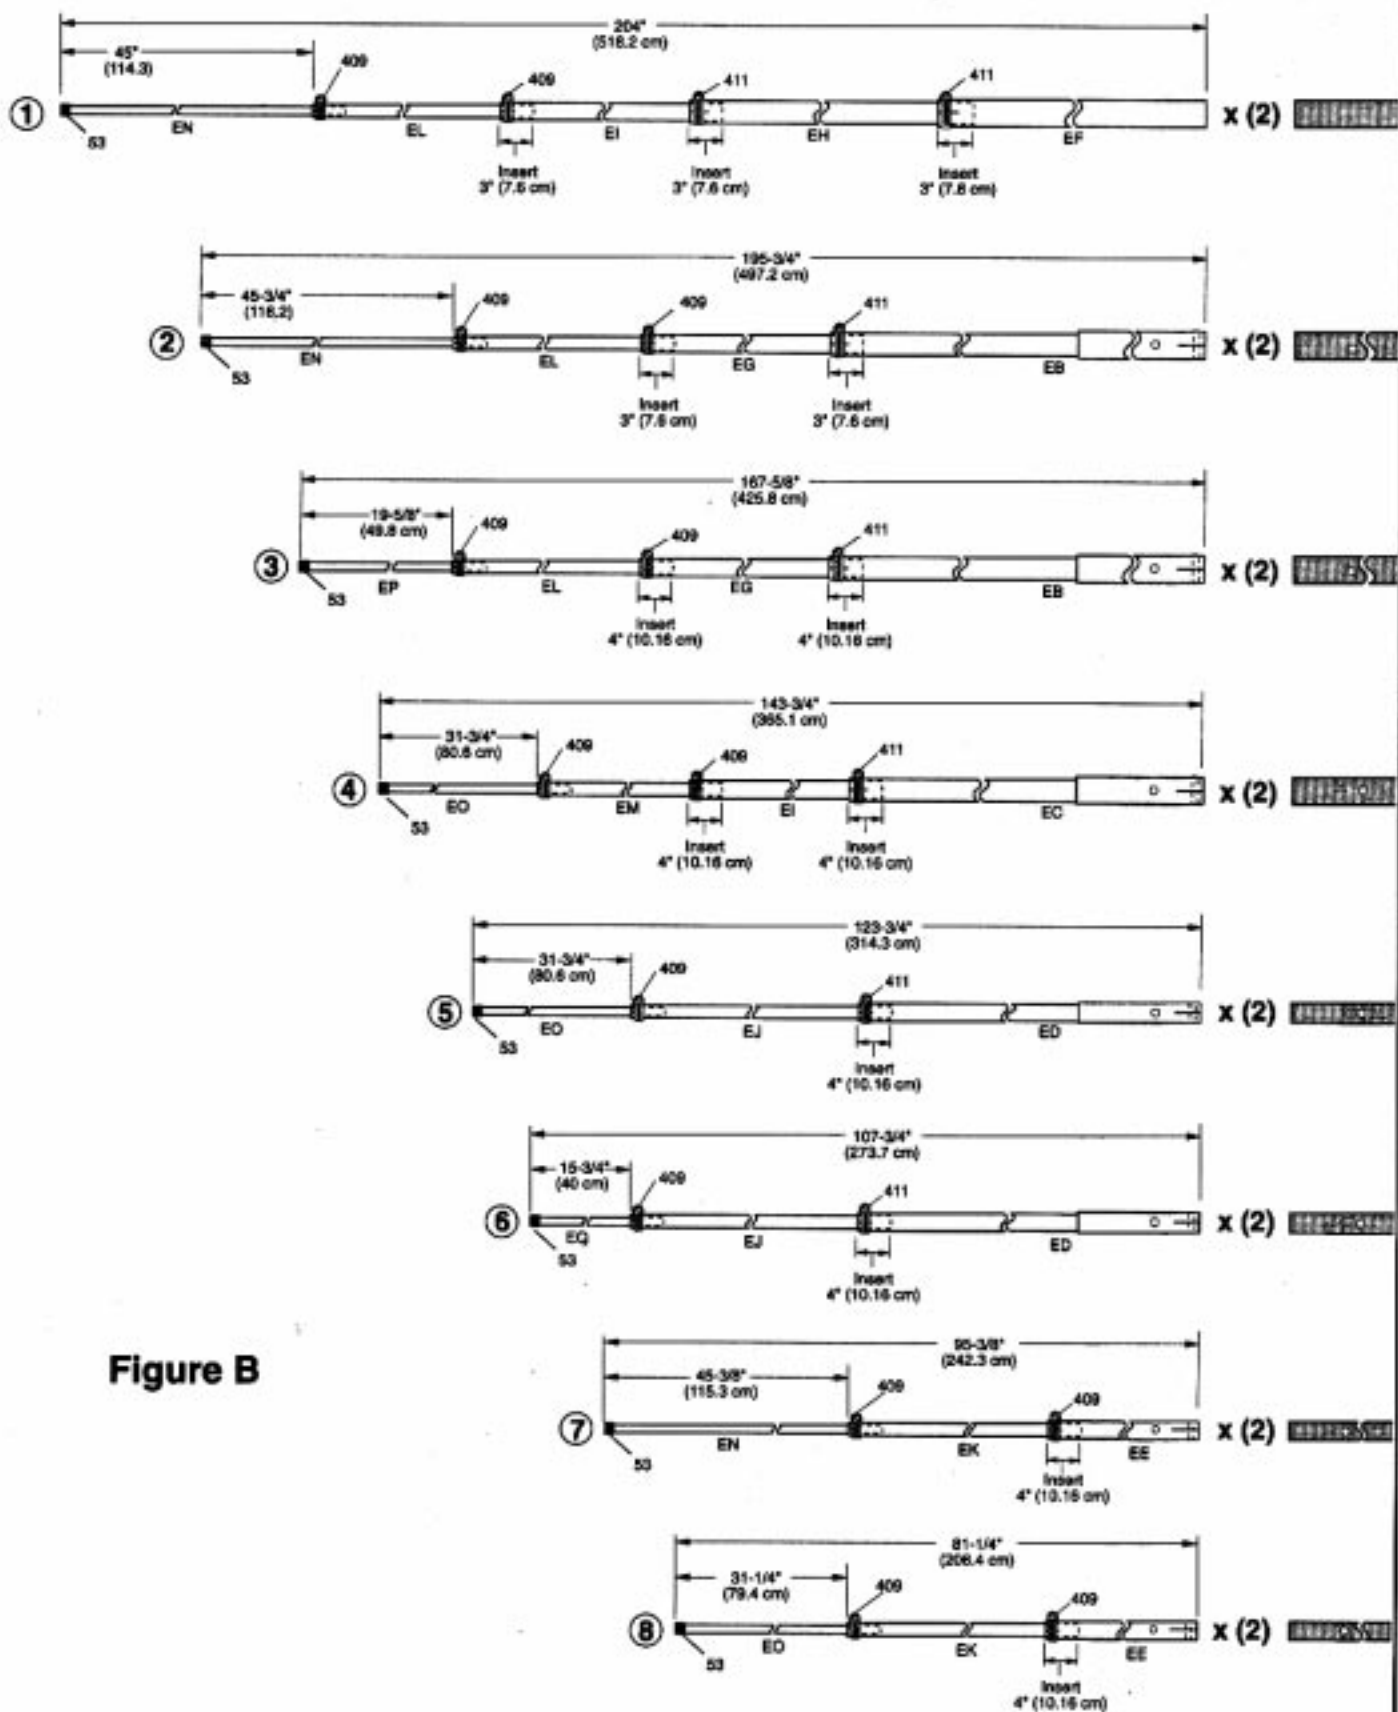 204"
(518.2 cm)
45"
(114.3)
409
409
411
411
1
53
EN
EL
EI
EH
EF
x (2)
Insert
3" (7.6 cm)
Insert
3" (7.6 cm)
Insert
3" (7.6 cm)
195-3/4"
(497.2 cm)
45-3/4"
(116.2)
409
409
411
2
53
EN
EL
EG
EB
x (2)
Insert
3" (7.6 cm)
Insert
3" (7.6 cm)
167-5/8"
(425.8 cm)
19-5/8"
(49.8 cm)
409
409
411
3
53
EP
EL
EG
EB
x (2)
Insert
4" (10.16 cm)
Insert
4" (10.16 cm)
143-3/4"
(365.1 cm)
31-3/4"
(80.6 cm)
409
409
411
4
53
EO
EM
EI
EC
x (2)
Insert
4" (10.16 cm)
Insert
4" (10.16 cm)
123-3/4"
(314.3 cm)
31-3/4"
(80.6 cm)
409
411
5
53
EO
EJ
ED
x (2)
Insert
4" (10.16 cm)
107-3/4"
(273.7 cm)
15-3/4"
(40 cm)
409
411
6
53
EQ
EJ
ED
x (2)
Insert
4" (10.16 cm)
Figure B
95-3/8"
(242.3 cm)
45-3/8"
(115.3 cm)
409
409
7
53
EN
EK
EE
x (2)
Insert
4" (10.16 cm)
81-1/4"
(206.4 cm)
31-1/4"
(79.4 cm)
409
409
8
53
EO
EK
EE
x (2)
Insert
4" (10.16 cm)